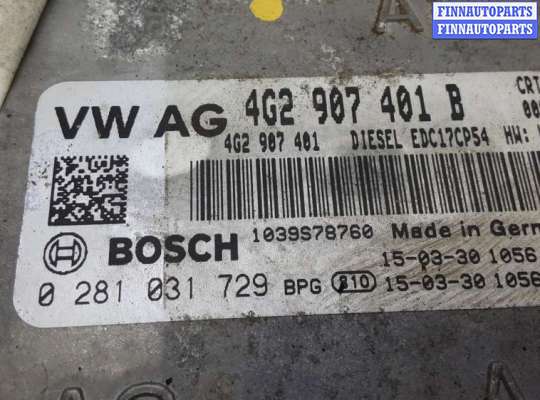 FINNAUTOPARTS
FINNAUTOPARTS
VW AG 4G2 907 401 B
4G2 907 401 DIESEL EDC17CP54 HW:
BOSCH 1039S78760 Made in Germ
15-03-30 1056
0 281 031 729 BPG 210 15-03-30 1056